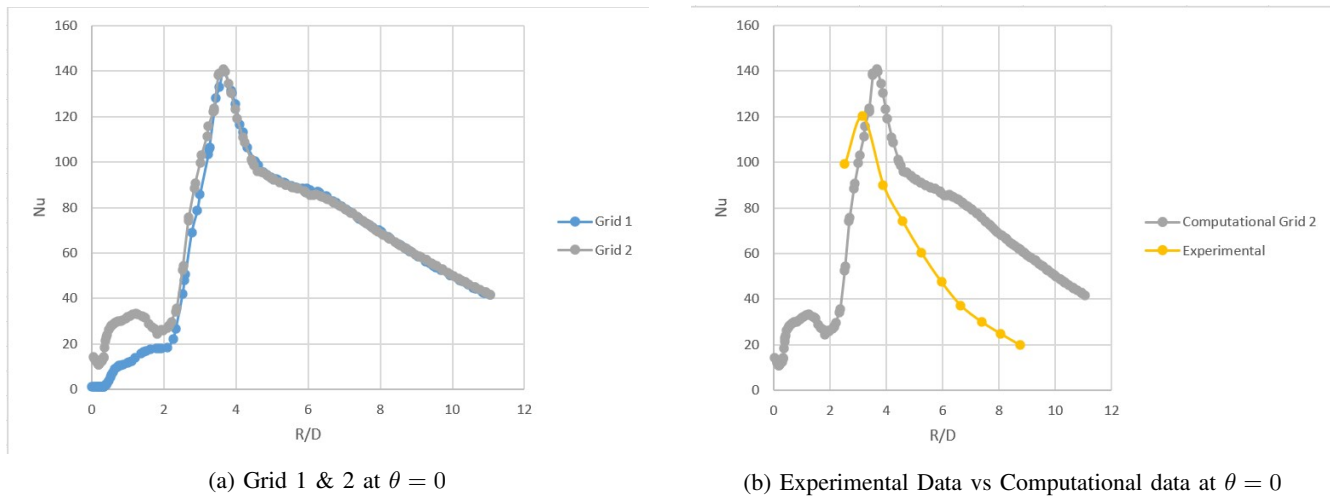 160
140
120
100
80
60
40
20
0
Nu
0 2 4 6 8 10 12
R/D
Grid 1
Grid 2
(a) Grid 1 & 2 at θ = 0
160
140
120
100
80
60
40
20
0
Nu
0 2 4 6 8 10 12
R/D
Computational Grid 2
Experimental
(b) Experimental Data vs Computational data at θ = 0